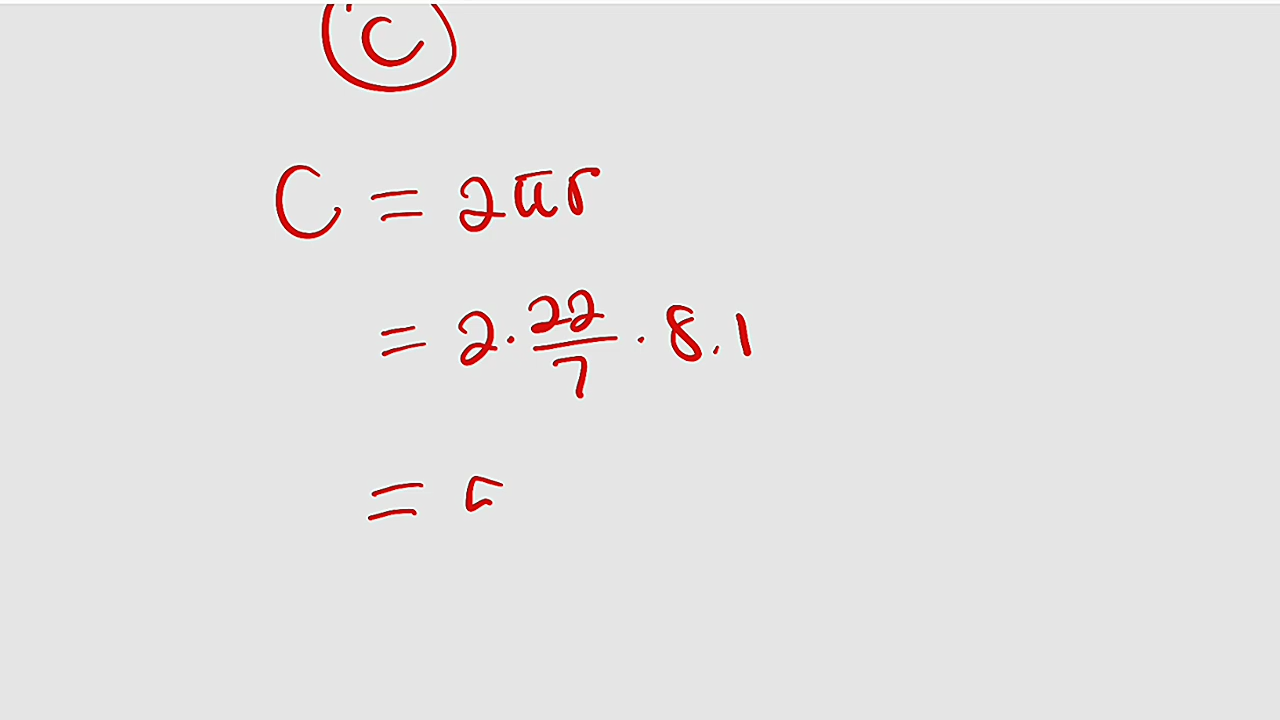 C
C = 2πr
= 2 · 22/7 · 8.1
=